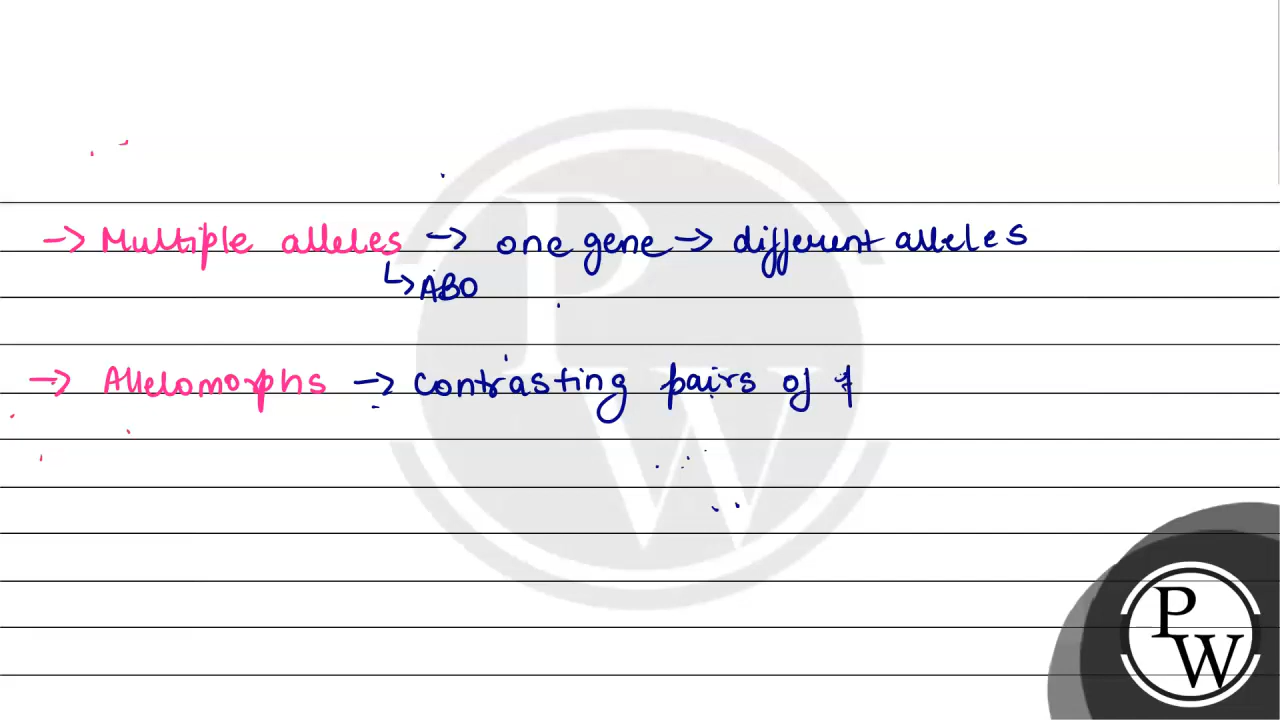 → Multiple alleles → one gene → different alleles
↳ ABO
→ Allelomorphs → contrasting pairs of
P
W
P
W